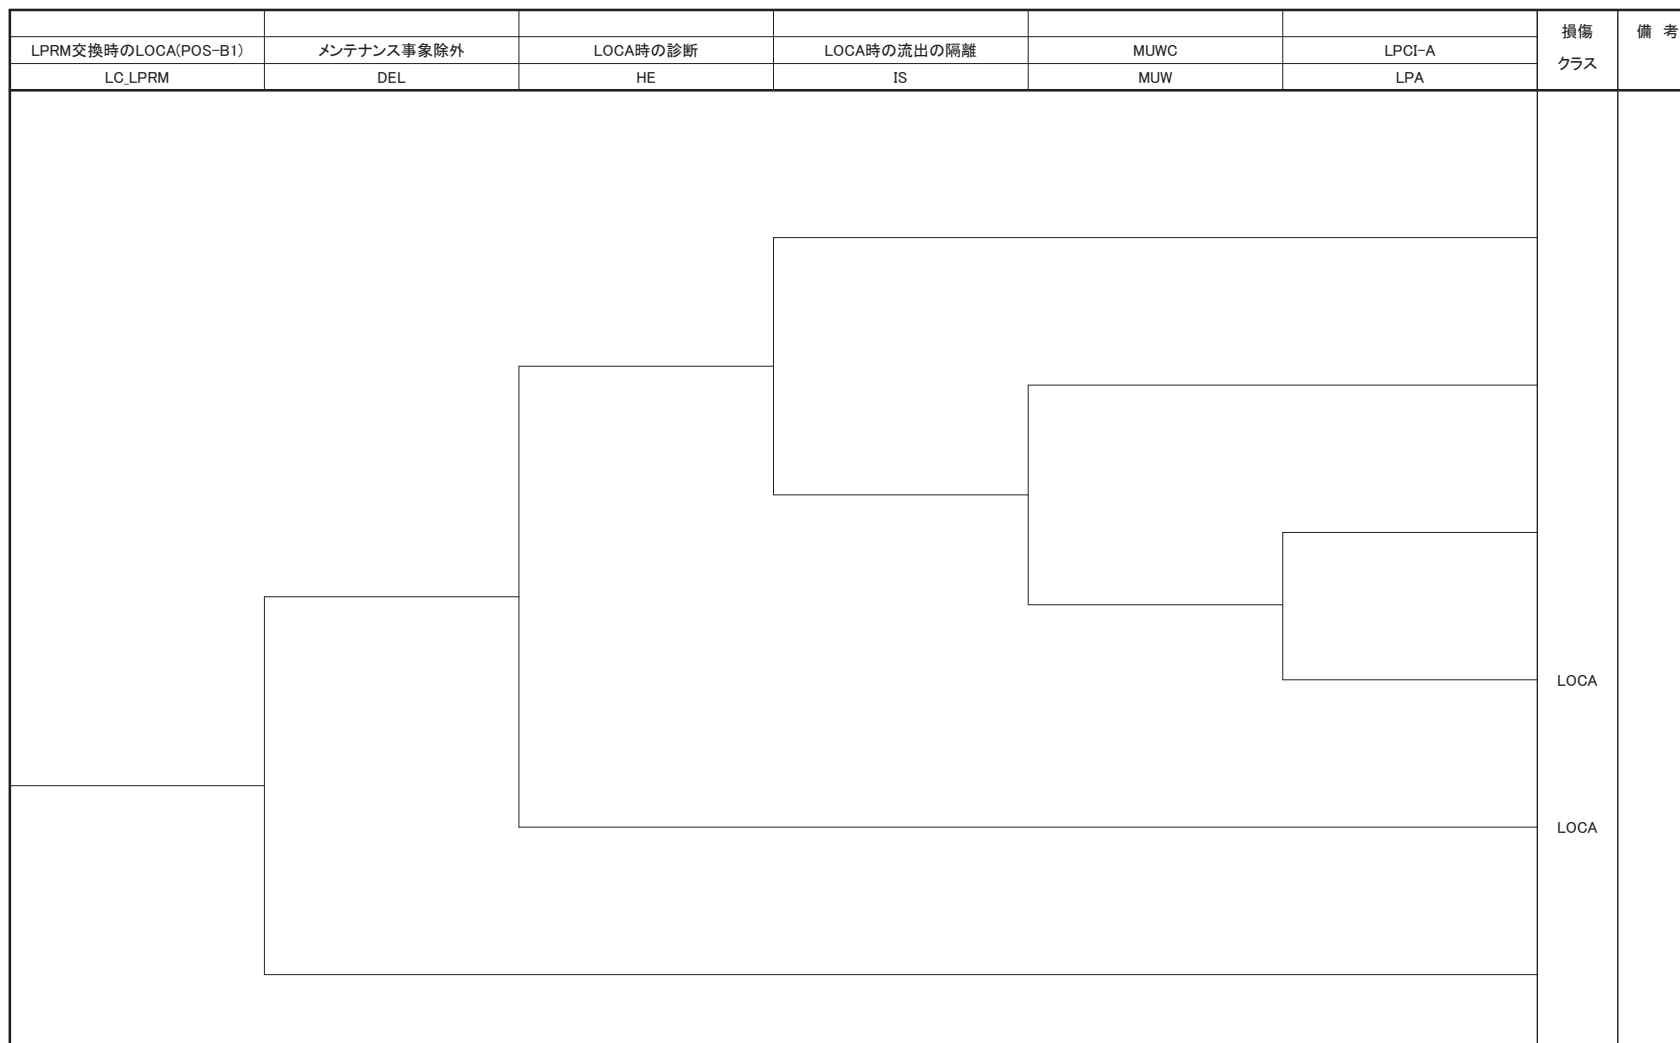 LPRM交換時のLOCA(POS-B1) メンテナンス事象除外 LOCA時の診断 LOCA時の流出の隔離 MUWC LPCI-A
LC_LPRM DEL HE IS MUW LPA
損傷
クラス
備 考
LOCA
LOCA